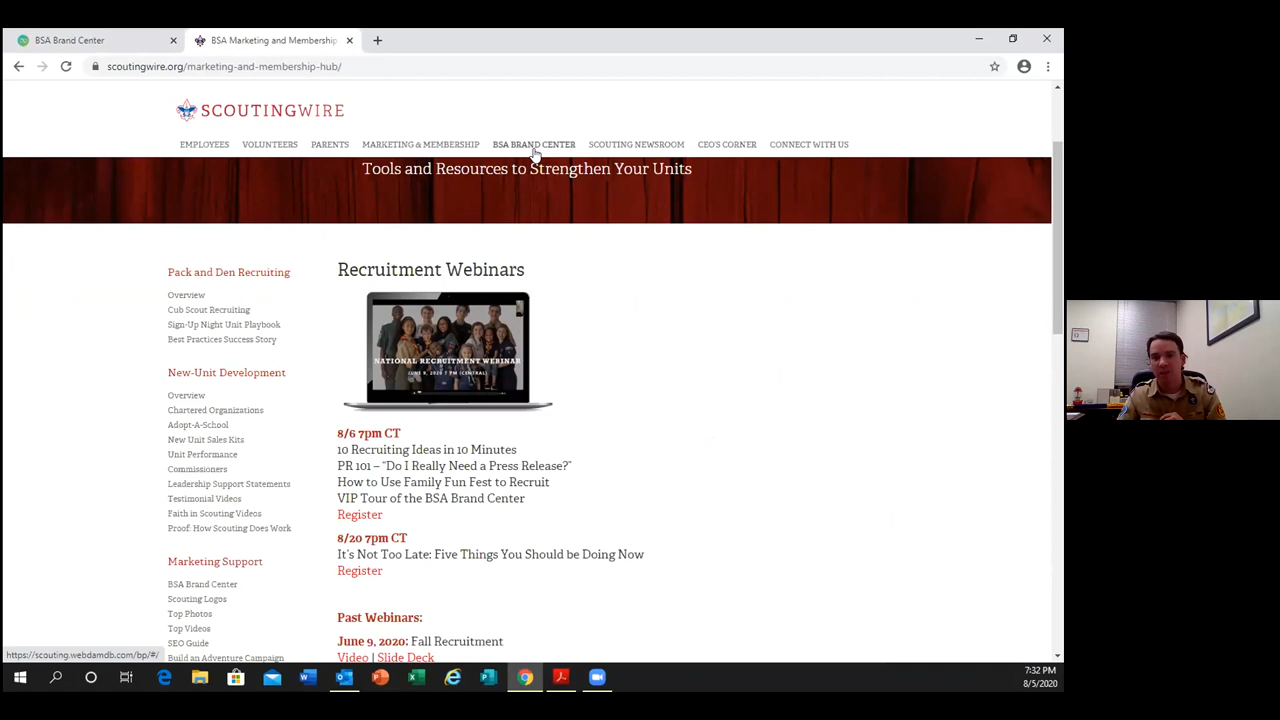 BSA Brand Center
BSA Marketing and Membership
scoutingwire.org/marketing-and-membership-hub/
SCOUTINGWIRE
EMPLOYEES VOLUNTEERS PARENTS MARKETING & MEMBERSHIP BSA BRAND CENTER SCOUTING NEWSROOM CEO'S CORNER CONNECT WITH US
Tools and Resources to Strengthen Your Units
Pack and Den Recruiting
Overview
Cub Scout Recruiting
Sign-Up Night Unit Playbook
Best Practices Success Story
New-Unit Development
Overview
Chartered Organizations
Adopt-A-School
New Unit Sales Kits
Unit Performance
Commissioners
Leadership Support Statements
Testimonial Videos
Faith in Scouting Videos
Proof: How Scouting Does Work
Marketing Support
BSA Brand Center
Scouting Logos
Top Photos
Top Videos
SEO Guide
Build an Adventure Campaign
Recruitment Webinars
NATIONAL RECRUITMENT WEBINAR
JUNE 9, 2020 7 PM (CENTRAL)
8/6 7pm CT
10 Recruiting Ideas in 10 Minutes
PR 101 – “Do I Really Need a Press Release?”
How to Use Family Fun Fest to Recruit
VIP Tour of the BSA Brand Center
Register
8/20 7pm CT
It's Not Too Late: Five Things You Should be Doing Now
Register
Past Webinars:
June 9, 2020: Fall Recruitment
Video | Slide Deck
https://scouting.webdamdb.com/bp/#/
7:32 PM
8/5/2020